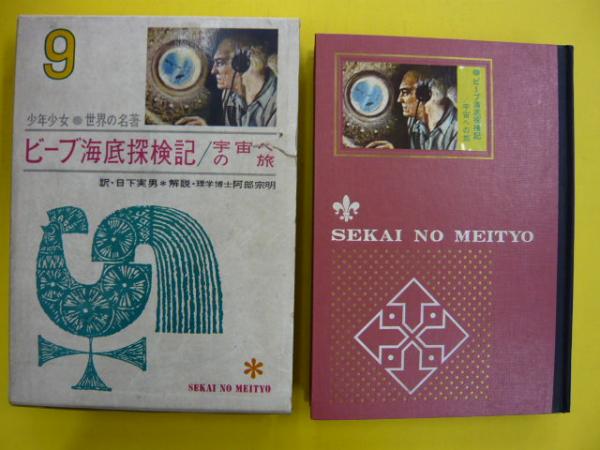 9
少年少女●世界の名著
ビーブ海底探検記/宇宙への旅
訳・日下実男＊解説・理学博士阿部宗明
SEKAI NO MEITYO
ビーブ海底探検記
/宇宙への旅
SEKAI NO MEITYO